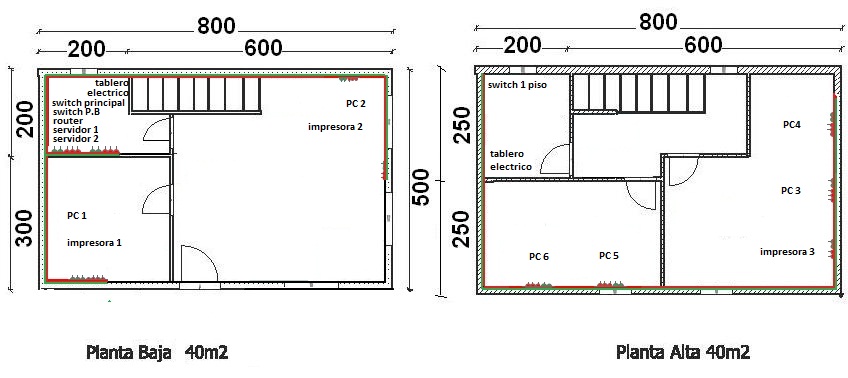 800
200 600
200
300
tablero
electrico
switch principal
switch P.B
router
servidor 1
servidor 2
PC 2
impresora 2
PC 1
impresora 1
500
Planta Baja 40m2
800
200 600
250
250
switch 1 piso
tablero
electrico
PC4
PC 3
impresora 3
PC 6 PC 5
Planta Alta 40m2